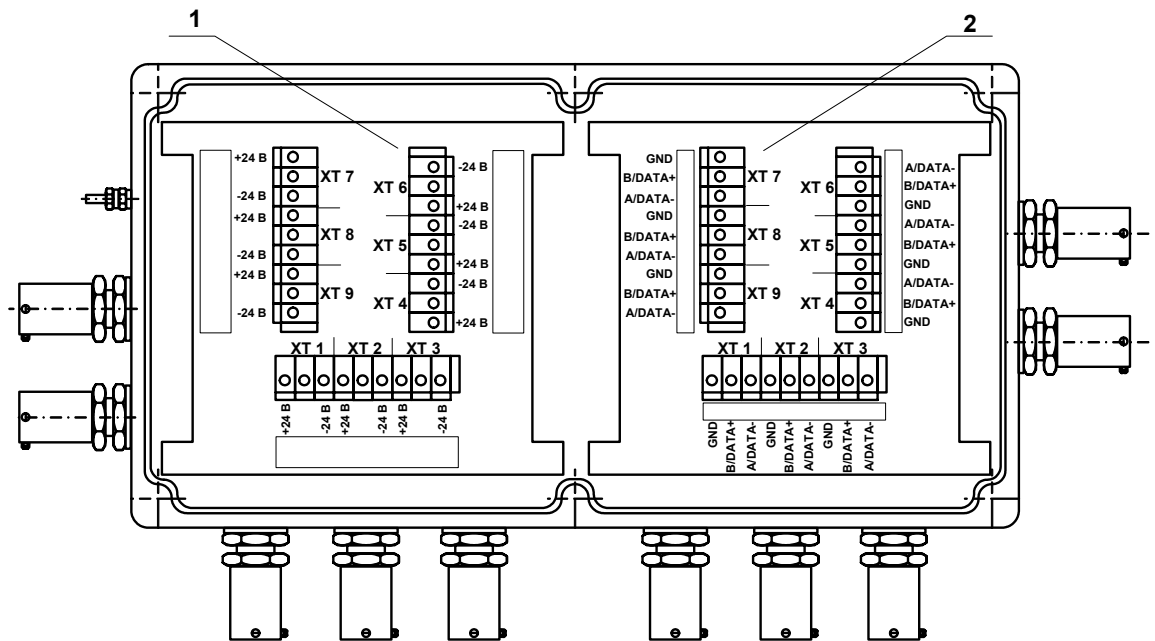 1
2
+24 В
-24 В
+24 В
-24 В
+24 В
-24 В
XT 7
XT 8
XT 9
XT 6
XT 5
XT 4
-24 В
+24 В
-24 В
+24 В
-24 В
+24 В
XT 1
XT 2
XT 3
+24 В
-24 В
+24 В
-24 В
+24 В
-24 В
GND
B/DATA+
A/DATA-
GND
B/DATA+
A/DATA-
GND
B/DATA+
A/DATA-
XT 7
XT 8
XT 9
XT 6
XT 5
XT 4
A/DATA-
B/DATA+
GND
A/DATA-
B/DATA+
GND
A/DATA-
B/DATA+
GND
XT 1
XT 2
XT 3
GND
B/DATA+
A/DATA-
GND
B/DATA+
A/DATA-
GND
B/DATA+
A/DATA-